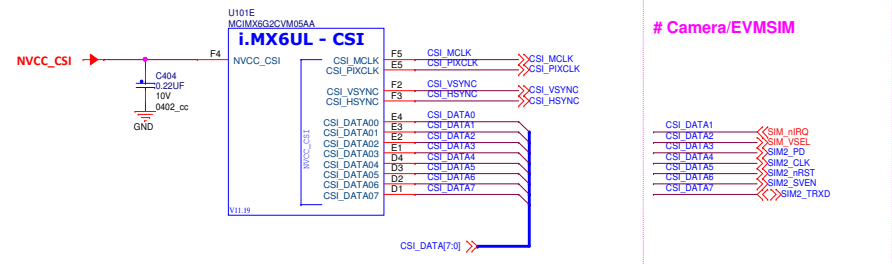 U101E
MCIMX6G2CVM05AA
i.MX6UL - CSI
# Camera/EVMSIM
NVCC_CSI
F4
NVCC_CSI
CSI_MCLK
F5
CSI_MCLK
CSI_MCLK
CSI_PIXCLK
E5
CSI_PIXCLK
CSI_PIXCLK
C404
0.22UF
10V
0402_cc
GND
CSI_VSYNC
F2
CSI_VSYNC
CSI_VSYNC
CSI_HSYNC
F3
CSI_HSYNC
CSI_HSYNC
NVCC_CSI
CSI_DATA00
E4
CSI_DATA0
CSI_DATA01
E3
CSI_DATA1
CSI_DATA02
E2
CSI_DATA2
CSI_DATA03
E1
CSI_DATA3
CSI_DATA04
D4
CSI_DATA4
CSI_DATA05
D3
CSI_DATA5
CSI_DATA06
D2
CSI_DATA6
CSI_DATA07
D1
CSI_DATA7
V11.19
CSI_DATA[7:0]
CSI_DATA1
SIM_nIRQ
CSI_DATA2
SIM_VSEL
CSI_DATA3
SIM2_PD
CSI_DATA4
SIM2_CLK
CSI_DATA5
SIM2_nRST
CSI_DATA6
SIM2_SVEN
CSI_DATA7
SIM2_TRXD